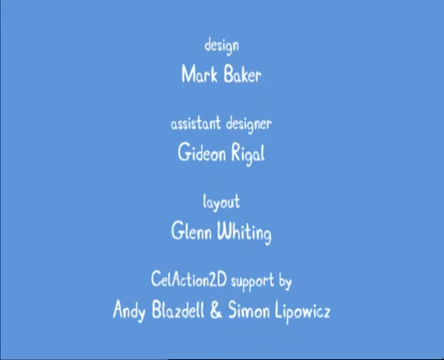 design
Mark Baker
assistant designer
Gideon Rigal
layout
Glenn Whiting
CelAction2D support by
Andy Blazdell & Simon Lipowicz